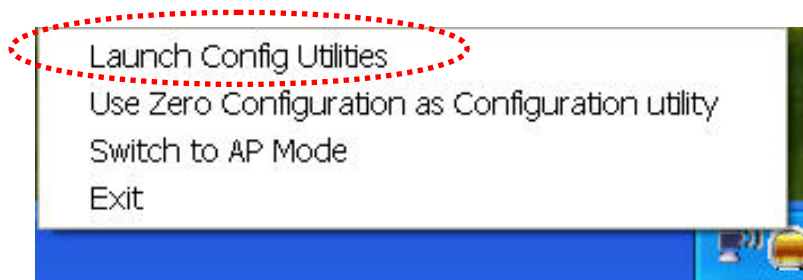 Launch Config Utilities
Use Zero Configuration as Configuration utility
Switch to AP Mode
Exit